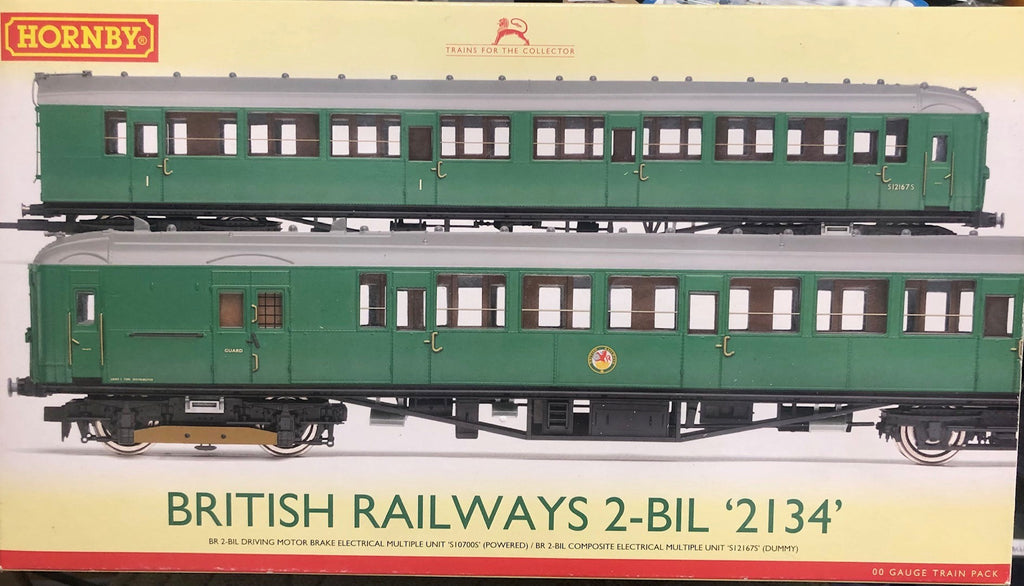 HORNBY®
TRAINS FOR THE COLLECTOR
1
1
S12167S
GUARD
BRITISH RAILWAYS 2-BIL ‘2134’
BR 2-BIL DRIVING MOTOR BRAKE ELECTRICAL MULTIPLE UNIT ‘S10700S’ (POWERED) / BR 2-BIL COMPOSITE ELECTRICAL MULTIPLE UNIT ‘S12167S’ (DUMMY)
00 GAUGE TRAIN PACK